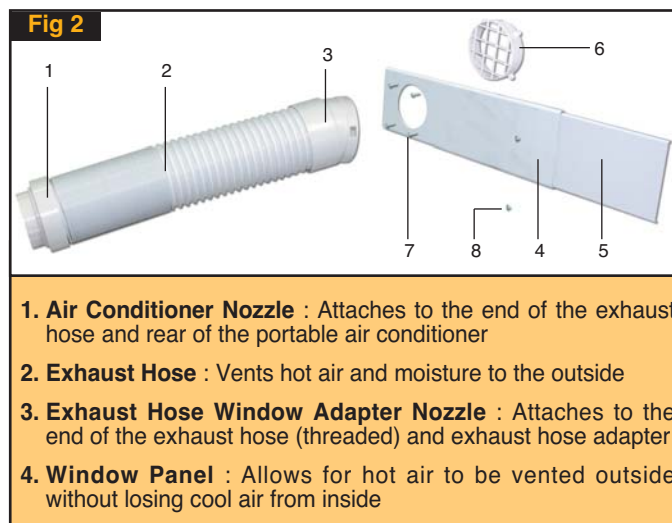 Fig 2
1
2
3
6
7
8
4
5
1. Air Conditioner Nozzle : Attaches to the end of the exhaust
hose and rear of the portable air conditioner
2. Exhaust Hose : Vents hot air and moisture to the outside
3. Exhaust Hose Window Adapter Nozzle : Attaches to the
end of the exhaust hose (threaded) and exhaust hose adapter
4. Window Panel : Allows for hot air to be vented outside
without losing cool air from inside